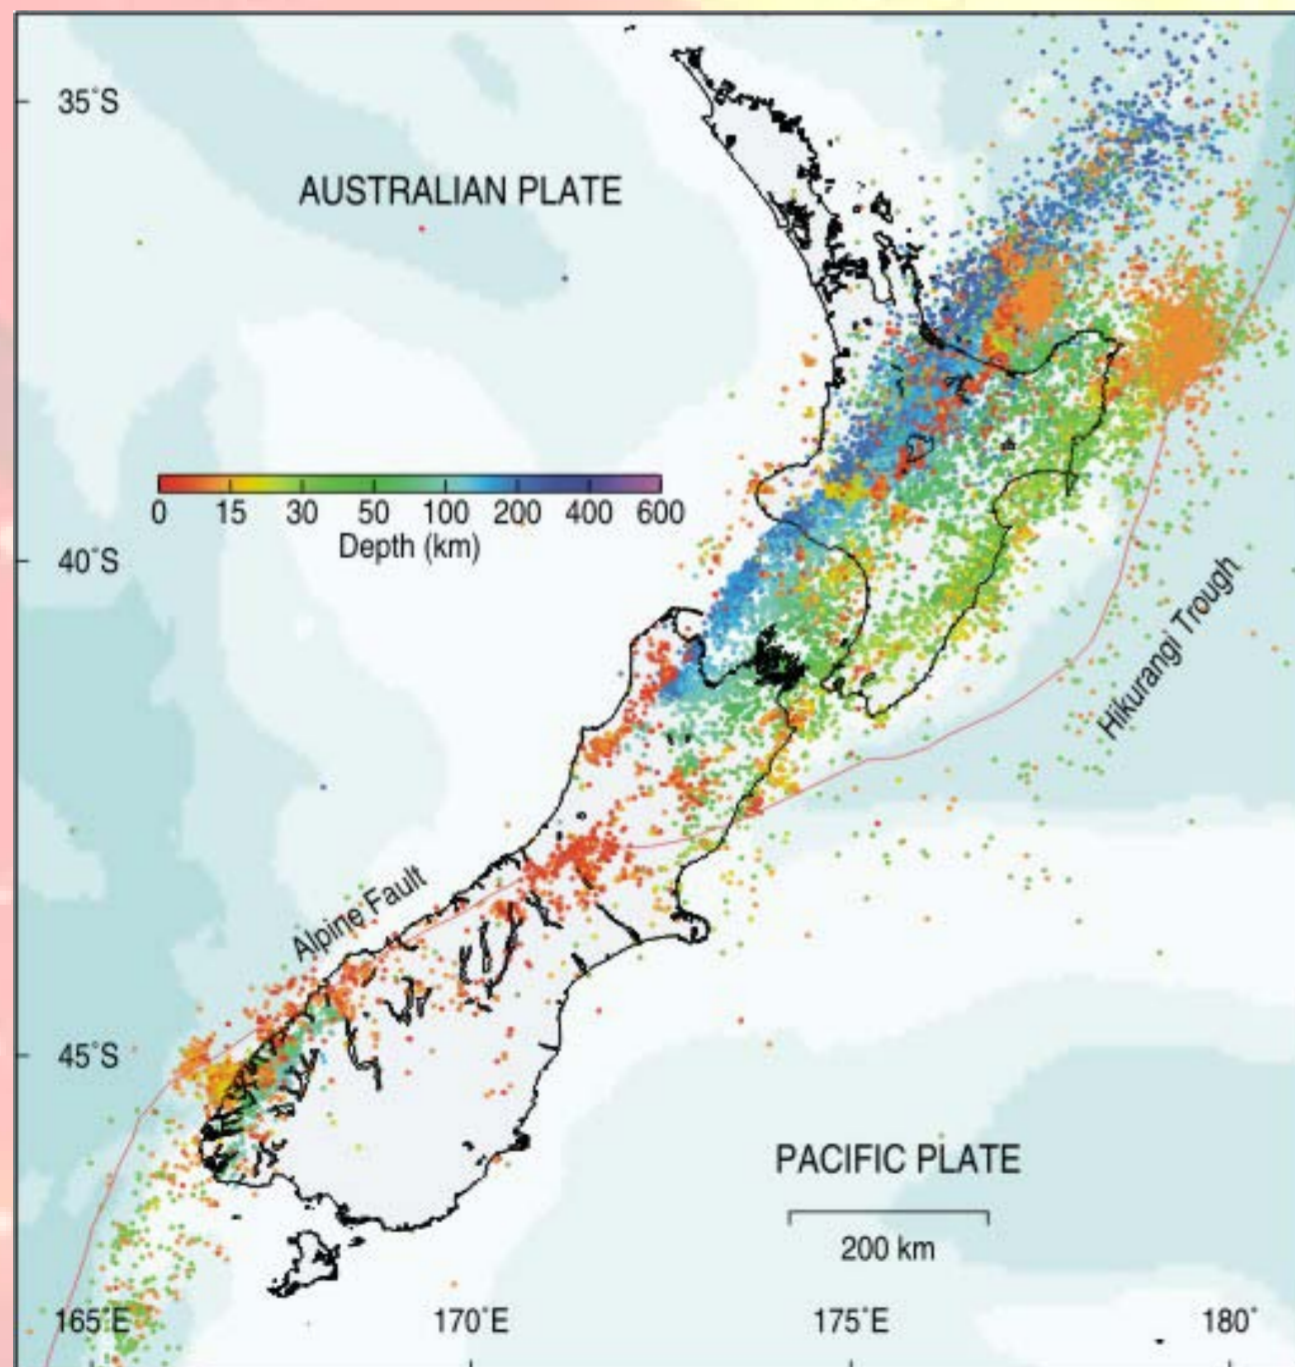 35°S
AUSTRALIAN PLATE
0 15 30 50 100 200 400 600
Depth (km)
40°S
Hikurangi Trough
Alpine Fault
45°S
PACIFIC PLATE
200 km
165°E 170°E 175°E 180°